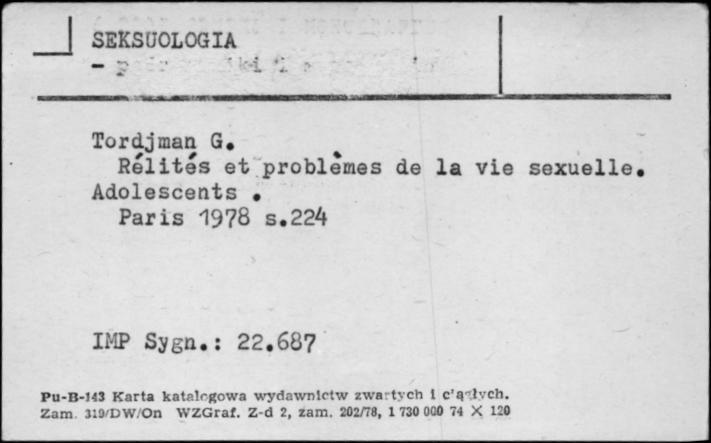 SEKSUOLOGIA
-
Tordjman G.
Rélités et problèmes de la vie sexuelle.
Adolescents .
Paris 1978 s.224
IMP Sygn.: 22.687
Pu-B-143 Karta katalogowa wydawnictw zwartych i c'ągłych.
Zam. 319/DW/On WZGraf. Z-d 2, zam. 202/78, 1 730 000 74 X 120